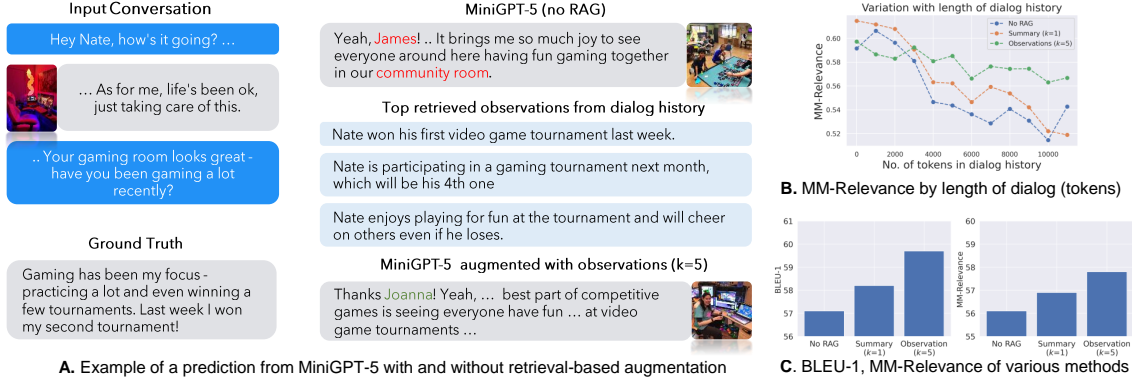 Input Conversation
Hey Nate, how's it going? ...
... As for me, life's been ok,
just taking care of this.
.. Your gaming room looks great -
have you been gaming a lot
recently?
Ground Truth
Gaming has been my focus -
practicing a lot and even winning a
few tournaments. Last week I won
my second tournament!
MiniGPT-5 (no RAG)
Yeah, James! .. It brings me so much joy to see
everyone around here having fun gaming together
in our community room.
Top retrieved observations from dialog history
Nate won his first video game tournament last week.
Nate is participating in a gaming tournament next month,
which will be his 4th one
Nate enjoys playing for fun at the tournament and will cheer
on others even if he loses.
MiniGPT-5 augmented with observations (k=5)
Thanks Joanna! Yeah, ... best part of competitive
games is seeing everyone have fun ... at video
game tournaments ...
A. Example of a prediction from MiniGPT-5 with and without retrieval-based augmentation
Variation with length of dialog history
No RAG
Summary (k=1)
Observations (k=5)
MM-Relevance
0.60
0.58
0.56
0.54
0.52
0 2000 4000 6000 8000 10000
No. of tokens in dialog history
B. MM-Relevance by length of dialog (tokens)
BLEU-1
61
60
59
58
57
56
No RAG Summary Observation
(k=1) (k=5)
MM-Relevance
60
59
58
57
56
55
No RAG Summary Observation
(k=1) (k=5)
C. BLEU-1, MM-Relevance of various methods